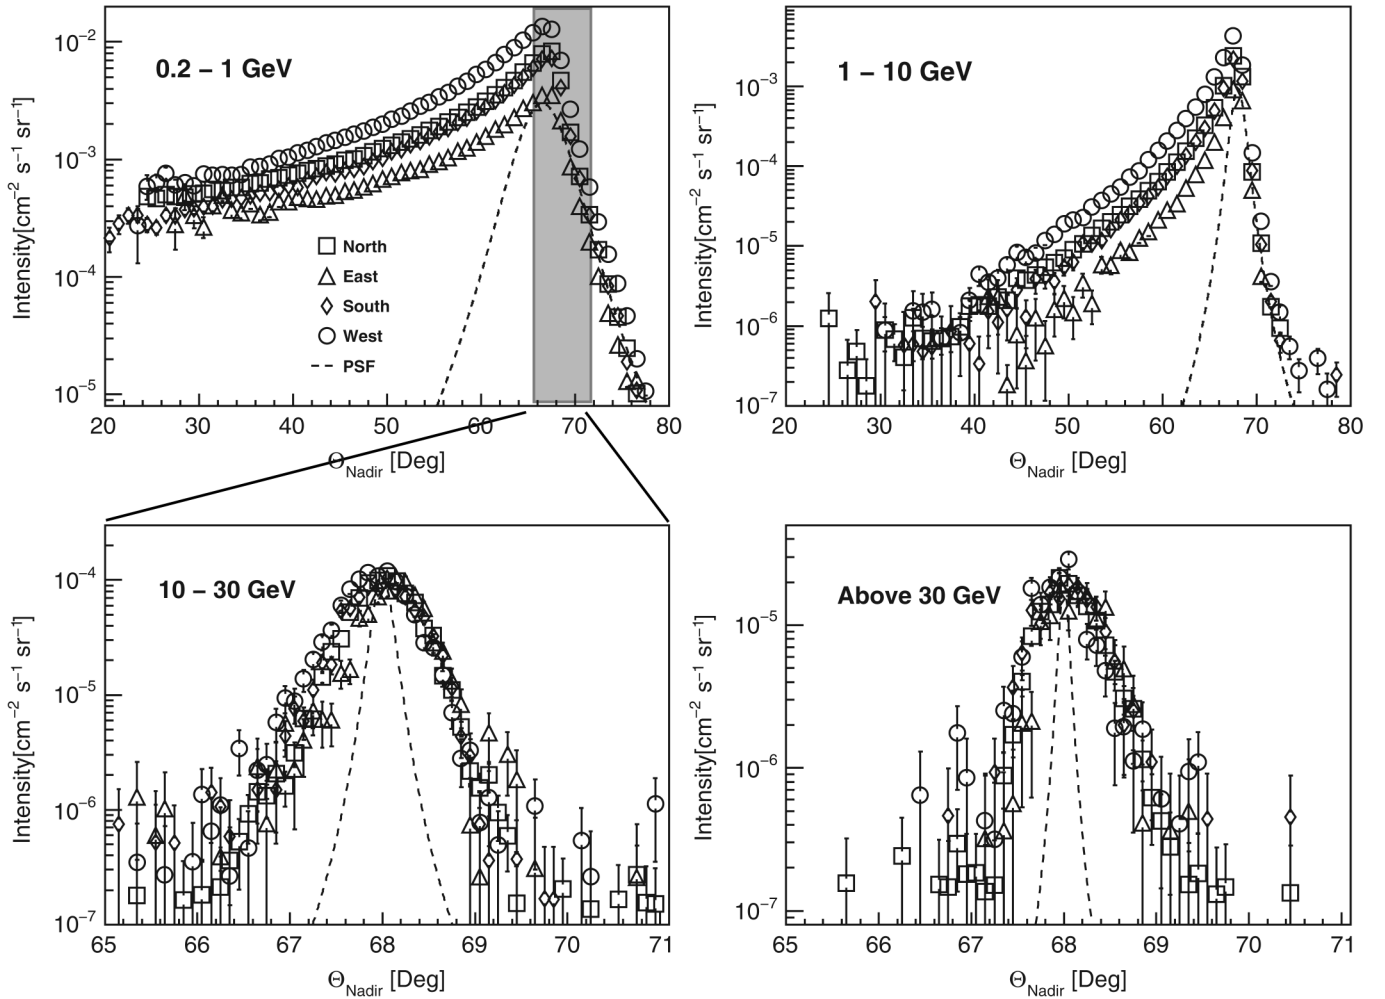 10⁻²
10⁻³
10⁻⁴
10⁻⁵
Intensity[cm⁻² s⁻¹ sr⁻¹]
0.2 – 1 GeV
North
East
South
West
PSF
20 30 40 50 60 70 80
Θ_Nadir [Deg]
10⁻³
10⁻⁴
10⁻⁵
10⁻⁶
10⁻⁷
Intensity[cm⁻² s⁻¹ sr⁻¹]
1 – 10 GeV
20 30 40 50 60 70 80
Θ_Nadir [Deg]
10⁻⁴
10⁻⁵
10⁻⁶
10⁻⁷
Intensity[cm⁻² s⁻¹ sr⁻¹]
10 – 30 GeV
65 66 67 68 69 70 71
Θ_Nadir [Deg]
10⁻⁵
10⁻⁶
10⁻⁷
Intensity[cm⁻² s⁻¹ sr⁻¹]
Above 30 GeV
65 66 67 68 69 70 71
Θ_Nadir [Deg]